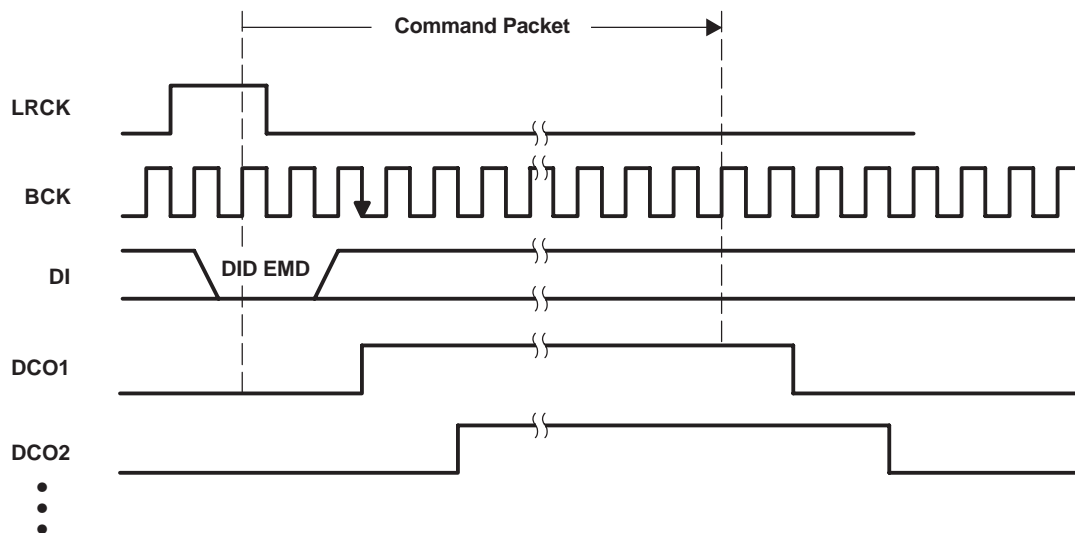 Command Packet
LRCK
BCK
DI
DID EMD
DCO1
DCO2